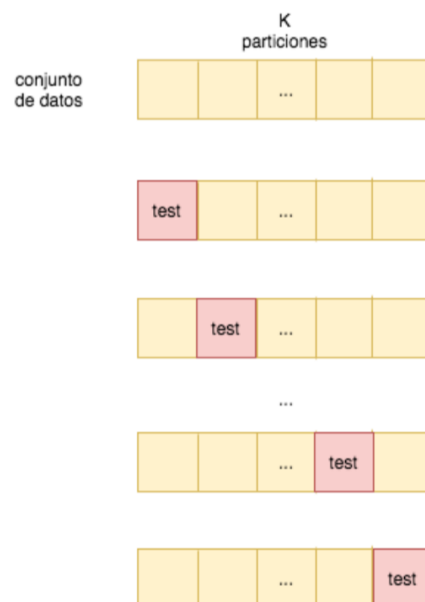 K
particiones
conjunto
de datos
...
test
...
test
...
...
...
test
...
test